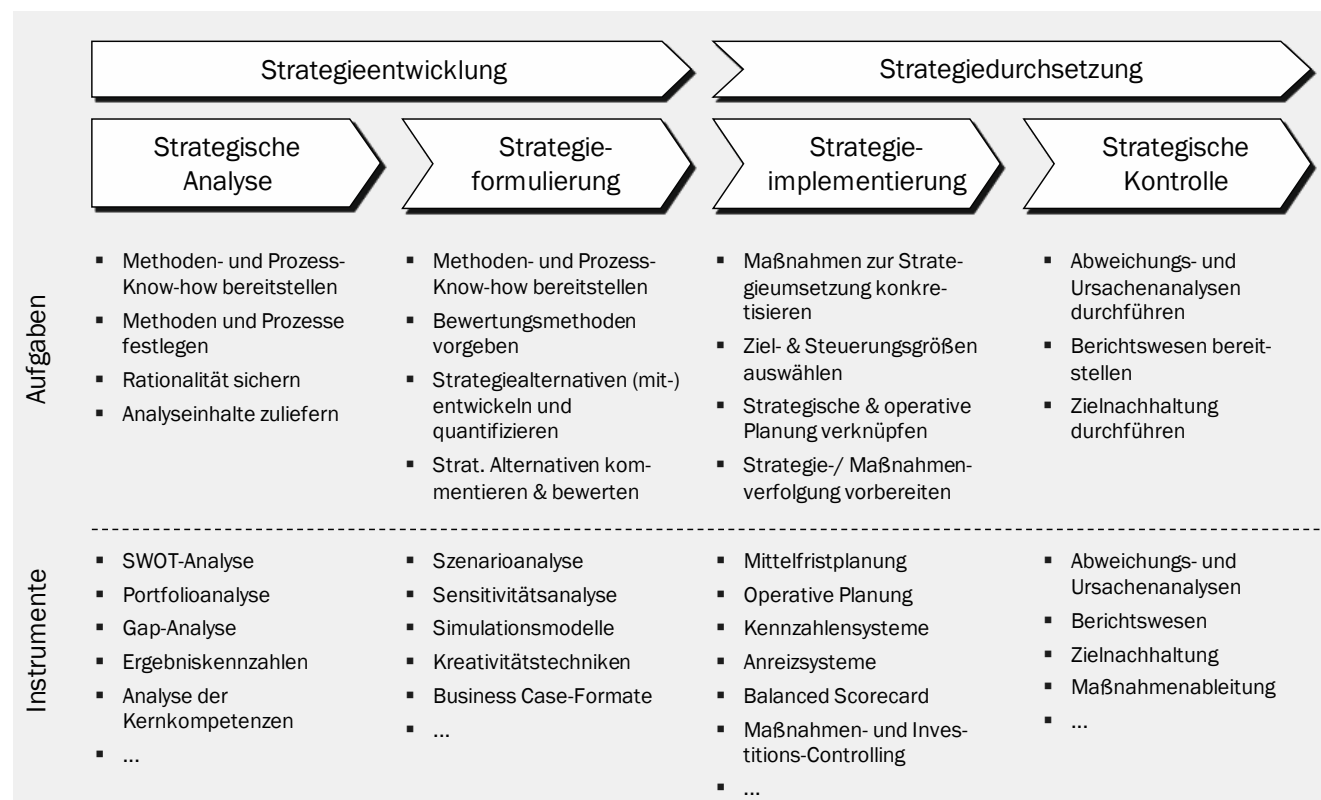 Strategieentwicklung
Strategiedurchsetzung
Strategische
Analyse
Strategie-
formulierung
Strategie-
implementierung
Strategische
Kontrolle
Aufgaben
▪ Methoden- und Prozess-
Know-how bereitstellen
▪ Methoden und Prozesse
festlegen
▪ Rationalität sichern
▪ Analyseinhalte zuliefern
▪ Methoden- und Prozess-
Know-how bereitstellen
▪ Bewertungsmethoden
vorgeben
▪ Strategiealternativen (mit-)
entwickeln und
quantifizieren
▪ Strat. Alternativen kom-
mentieren & bewerten
▪ Maßnahmen zur Strate-
gieumsetzung konkre-
tisieren
▪ Ziel- & Steuerungsgrößen
auswählen
▪ Strategische & operative
Planung verknüpfen
▪ Strategie-/ Maßnahmen-
verfolgung vorbereiten
▪ Abweichungs- und
Ursachenanalysen
durchführen
▪ Berichtswesen bereit-
stellen
▪ Zielnachhaltung
durchführen
Instrumente
▪ SWOT-Analyse
▪ Portfolioanalyse
▪ Gap-Analyse
▪ Ergebniskennzahlen
▪ Analyse der
Kernkompetenzen
▪ ...
▪ Szenarioanalyse
▪ Sensitivitätsanalyse
▪ Simulationsmodelle
▪ Kreativitätstechniken
▪ Business Case-Formate
▪ ...
▪ Mittelfristplanung
▪ Operative Planung
▪ Kennzahlensysteme
▪ Anreizsysteme
▪ Balanced Scorecard
▪ Maßnahmen- und Inves-
titions-Controlling
▪ ...
▪ Abweichungs- und
Ursachenanalysen
▪ Berichtswesen
▪ Zielnachhaltung
▪ Maßnahmenableitung
▪ ...